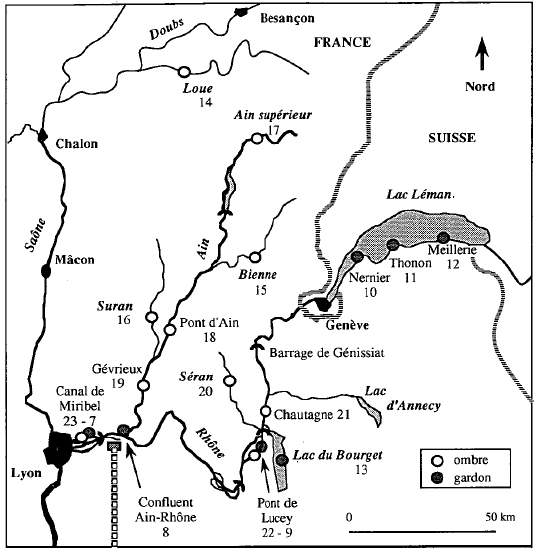 Doubs
Besançon
FRANCE
Loue
14
Nord
Ain supérieur
17
SUISSE
Chalon
Lac Léman
Saône
Ain
Meillerie
12
Thonon
11
Nernier
10
Mâcon
Bienne
15
Suran
16
Genève
Pont d'Ain
18
Barrage de Génissiat
Gévrieux
19
Séran
20
Lac
d'Annecy
Canal de
Miribel
23 - 7
Chautagne 21
Rhône
Lyon
Lac du Bourget
13
ombre
gardon
Confluent
Ain-Rhône
8
Pont de
Lucey
22 - 9
0 50 km